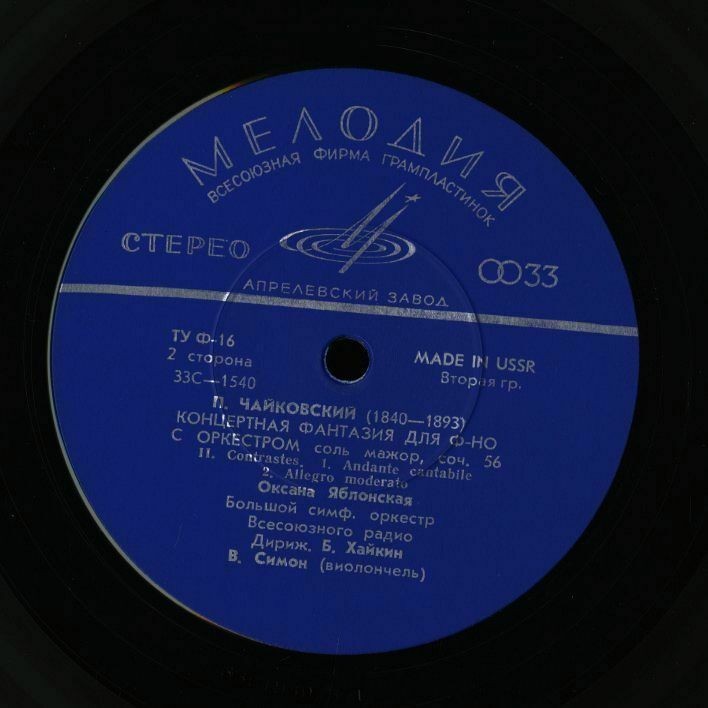 МЕЛОДИЯ
ВСЕСОЮЗНАЯ ФИРМА ГРАМПЛАСТИНОК
СТЕРЕО
33
АПРЕЛЕВСКИЙ ЗАВОД
ТУ Ф-16
2 сторона
33С—1540
MADE IN USSR
Вторая гр.
П. ЧАЙКОВСКИЙ (1840—1893)
КОНЦЕРТНАЯ ФАНТАЗИЯ ДЛЯ Ф-НО
С ОРКЕСТРОМ соль мажор, соч. 56
II. Contrastes. 1. Andante cantabile
2. Allegro moderato
Оксана Яблонская
Большой симф. оркестр
Всесоюзного радио
Дириж. Б. Хайкин
В. Симон (виолончель)